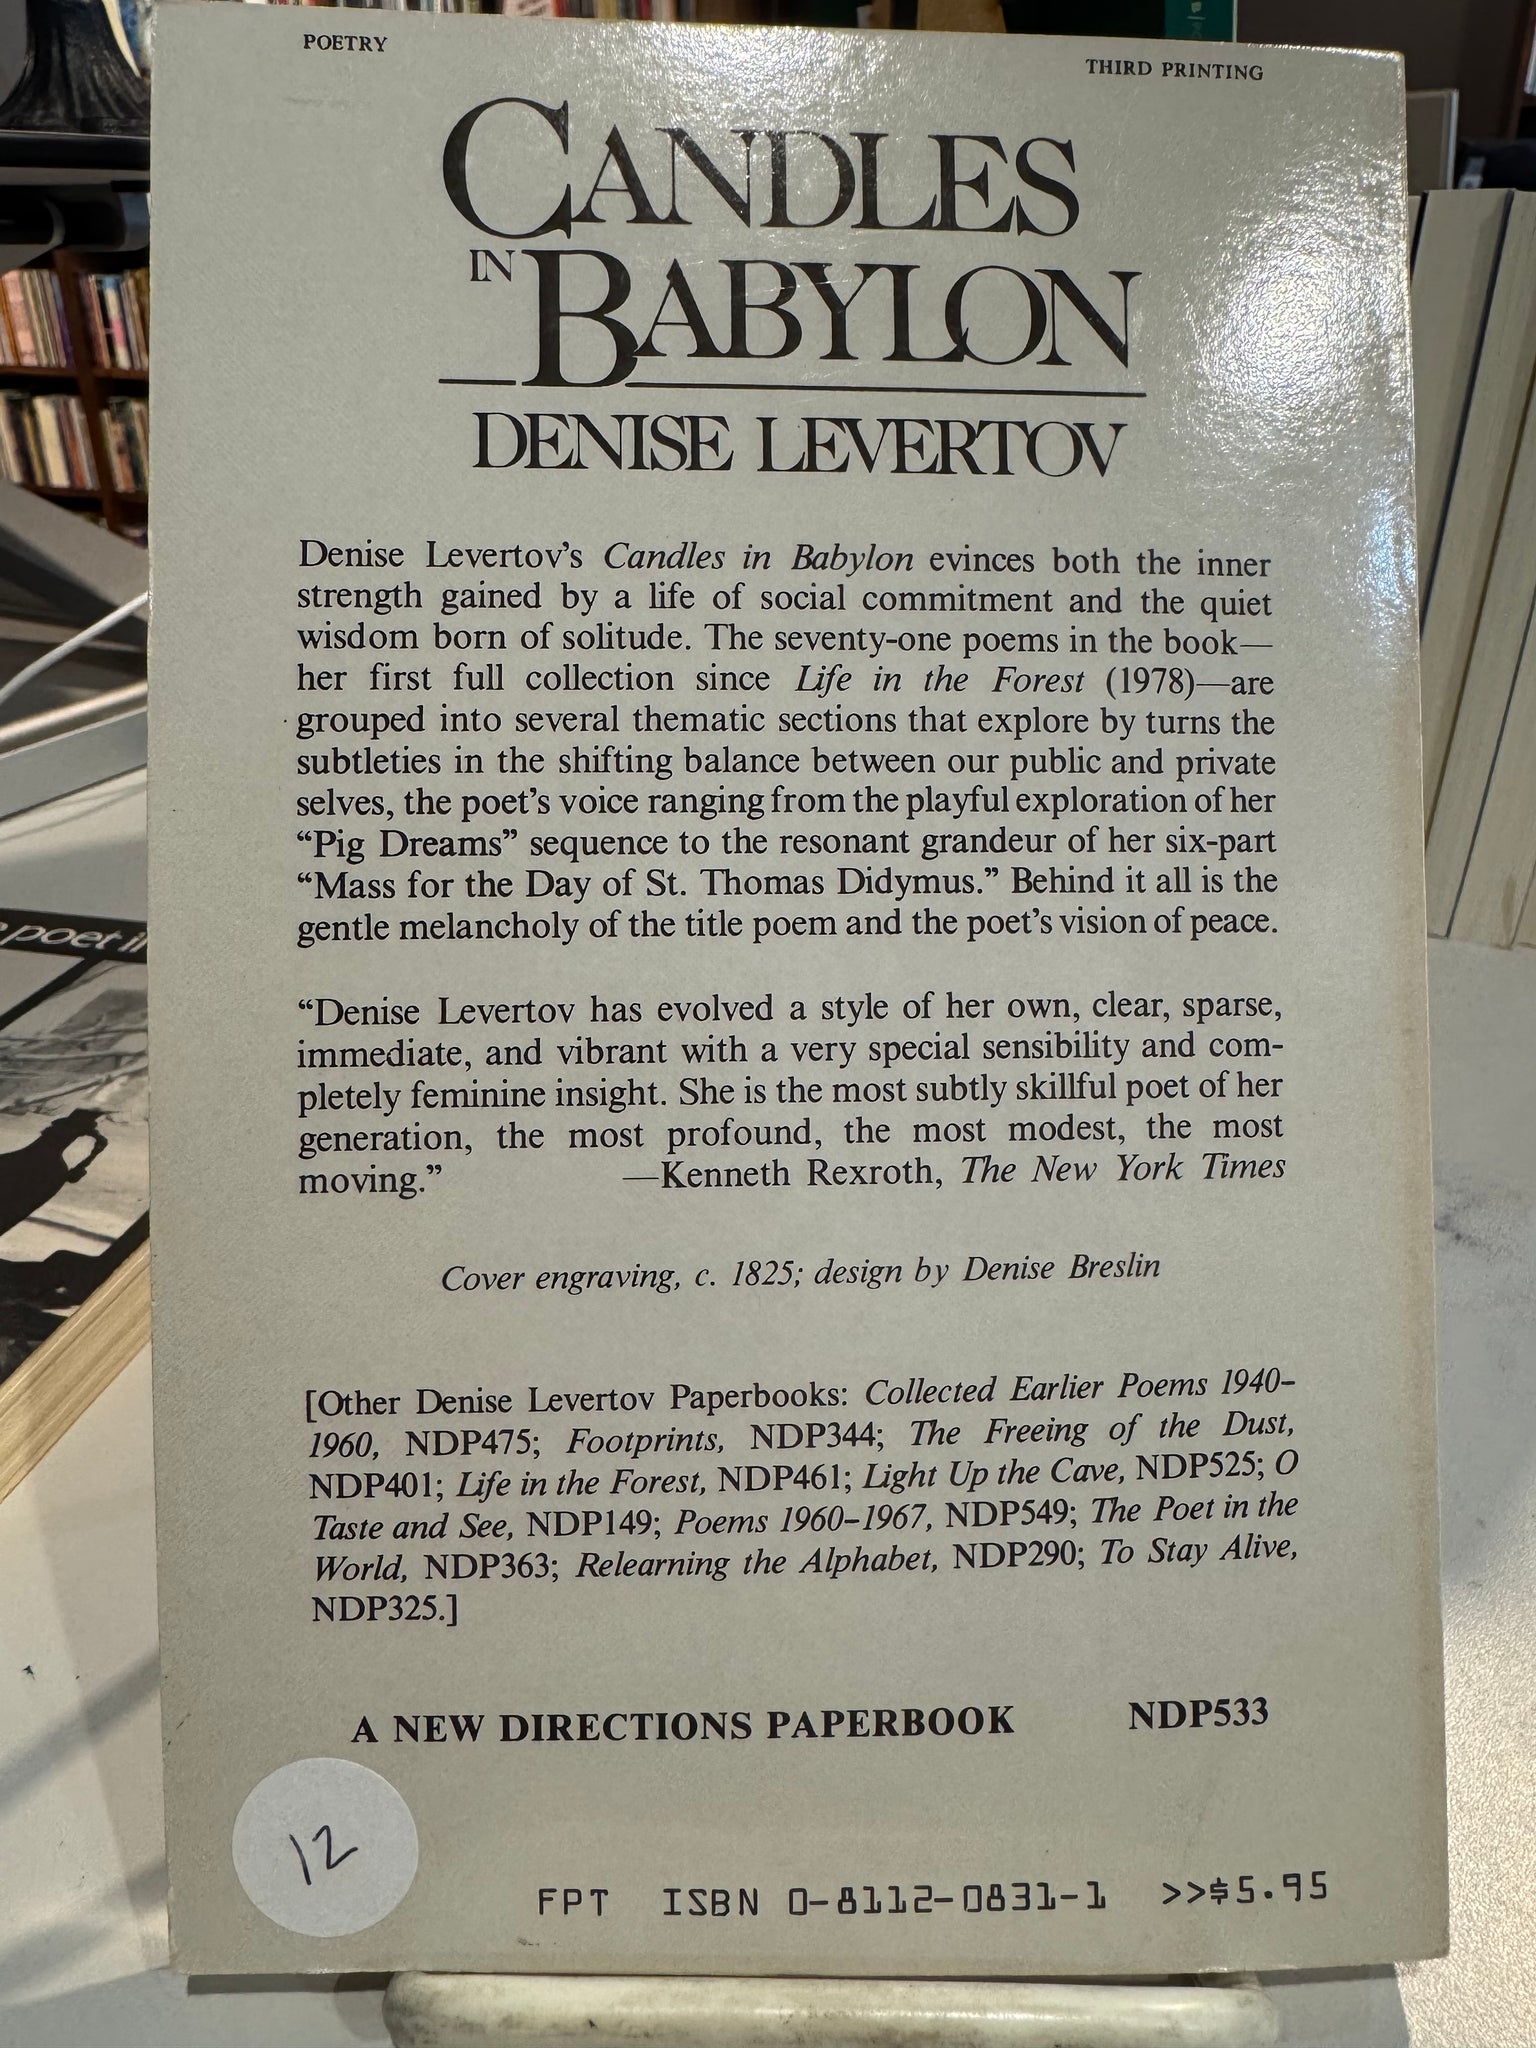 POETRY
THIRD PRINTING
CANDLES
IN BABYLON
DENISE LEVERTOV
Denise Levertov's Candles in Babylon evinces both the inner
strength gained by a life of social commitment and the quiet
wisdom born of solitude. The seventy-one poems in the book—
her first full collection since Life in the Forest (1978)—are
grouped into several thematic sections that explore by turns the
subtleties in the shifting balance between our public and private
selves, the poet's voice ranging from the playful exploration of her
“Pig Dreams” sequence to the resonant grandeur of her six-part
“Mass for the Day of St. Thomas Didymus.” Behind it all is the
gentle melancholy of the title poem and the poet's vision of peace.
“Denise Levertov has evolved a style of her own, clear, sparse,
immediate, and vibrant with a very special sensibility and com-
pletely feminine insight. She is the most subtly skillful poet of her
generation, the most profound, the most modest, the most
moving.” —Kenneth Rexroth, The New York Times
Cover engraving, c. 1825; design by Denise Breslin
[Other Denise Levertov Paperbooks: Collected Earlier Poems 1940–
1960, NDP475; Footprints, NDP344; The Freeing of the Dust,
NDP401; Life in the Forest, NDP461; Light Up the Cave, NDP525; O
Taste and See, NDP149; Poems 1960–1967, NDP549; The Poet in the
World, NDP363; Relearning the Alphabet, NDP290; To Stay Alive,
NDP325.]
A NEW DIRECTIONS PAPERBOOK NDP533
12
FPT ISBN 0-8112-0831-1 >>$5.95
poet i